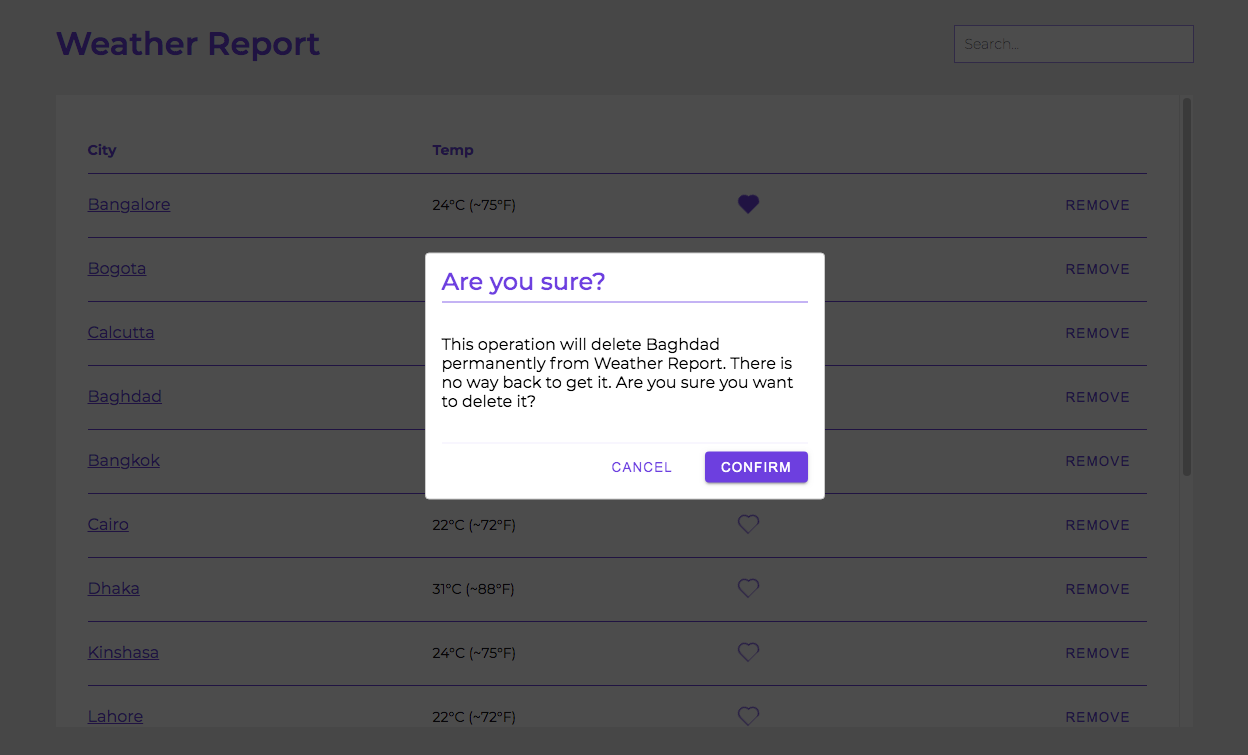 Weather Report
Search...
City Temp
Bangalore 24°C (~75°F) REMOVE
Bogota REMOVE
Calcutta REMOVE
Baghdad REMOVE
Bangkok REMOVE
Cairo 22°C (~72°F) REMOVE
Dhaka 31°C (~88°F) REMOVE
Kinshasa 24°C (~75°F) REMOVE
Lahore 22°C (~72°F) REMOVE
Are you sure?
This operation will delete Baghdad
permanently from Weather Report. There is
no way back to get it. Are you sure you want
to delete it?
CANCEL CONFIRM